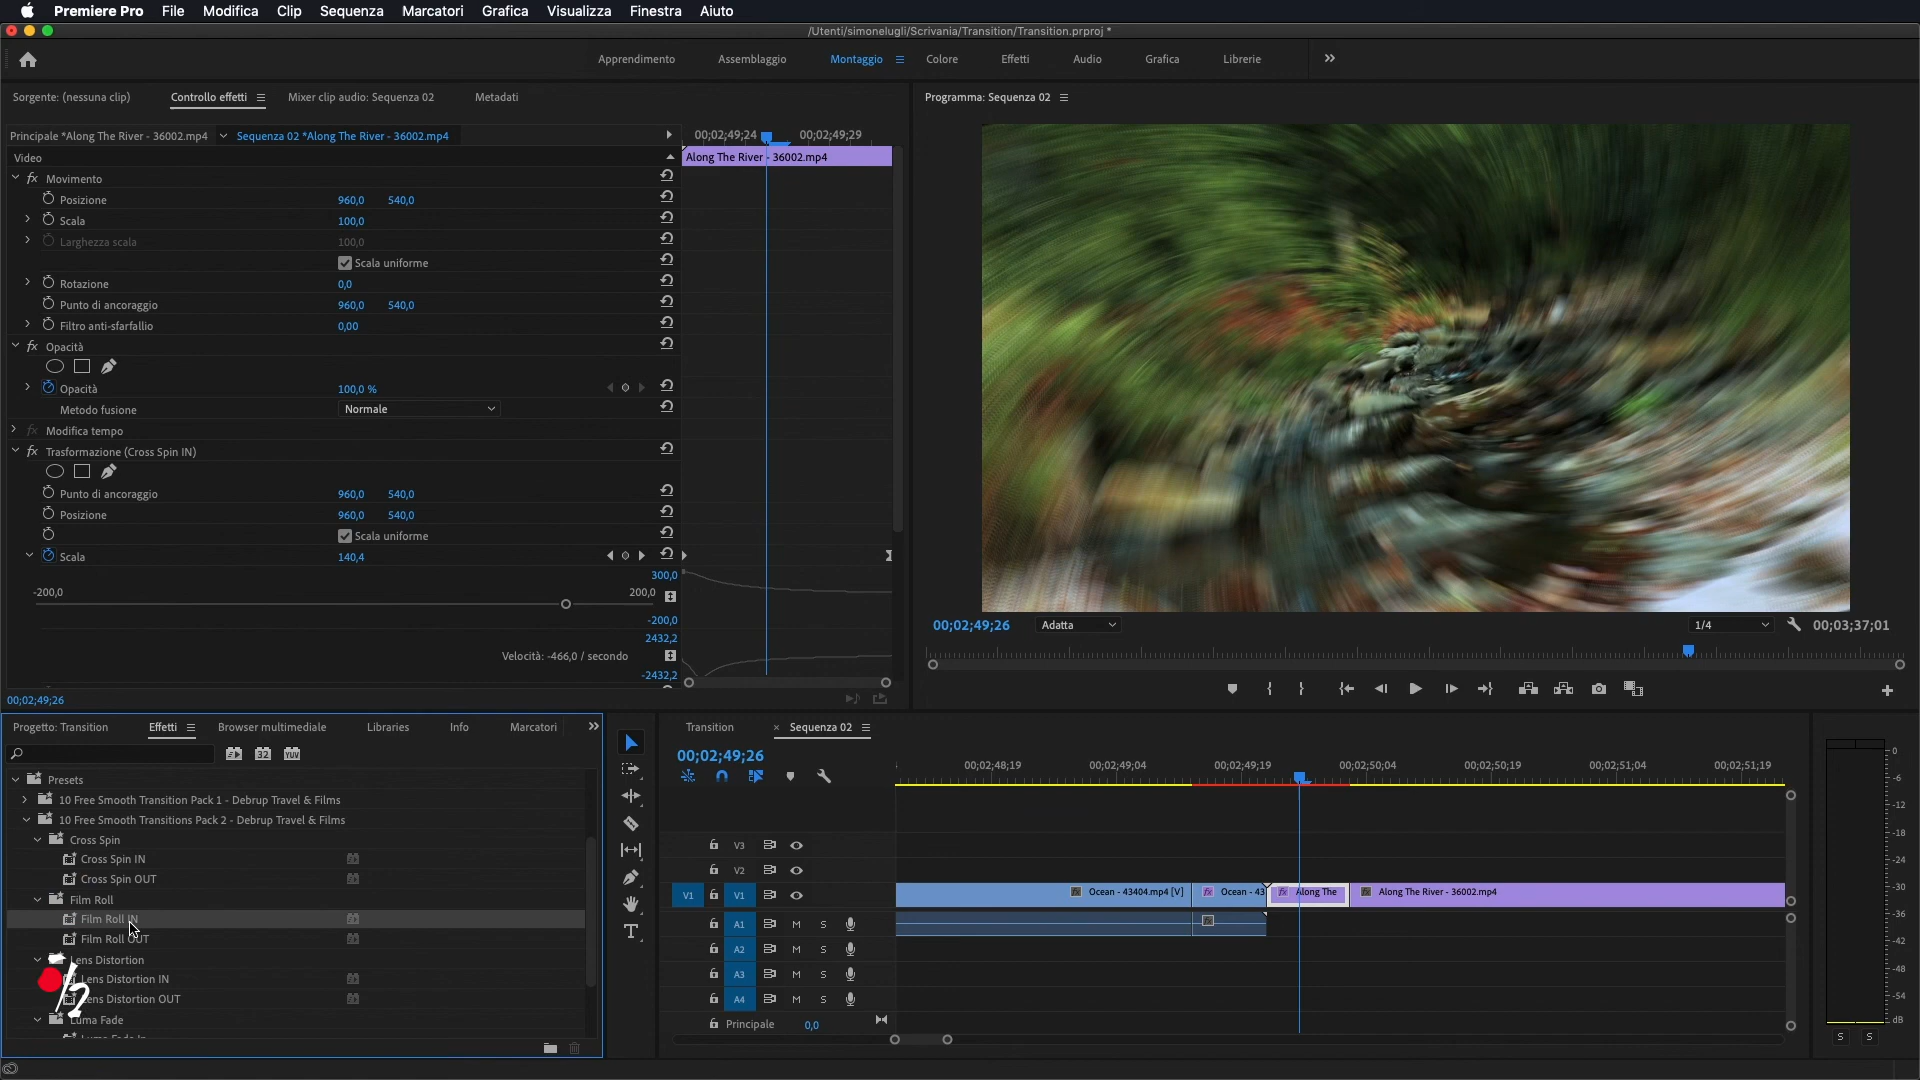 Premiere Pro File Modifica Clip Sequenza Marcatori Grafica Visualizza Finestra Aiuto
/Utenti/simonelugli/Scrivania/Transition/Transition.prproj *
Apprendimento Assemblaggio Montaggio Colore Effetti Audio Grafica Librerie
Sorgente: (nessuna clip) Controllo effetti Mixer clip audio: Sequenza 02 Metadati
Programma: Sequenza 02
Principale *Along The River - 36002.mp4 Sequenza 02 *Along The River - 36002.mp4
00;02;49;24 00;02;49;29
Video
Along The River - 36002.mp4
fx Movimento
Posizione 960,0 540,0
Scala 100,0
Larghezza scala 100,0
Scala uniforme
Rotazione 0,0
Punto di ancoraggio 960,0 540,0
Filtro anti-sfarfallio 0,00
fx Opacità
Opacità 100,0 %
Metodo fusione Normale
fx Modifica tempo
fx Trasformazione (Cross Spin IN)
Punto di ancoraggio 960,0 540,0
Posizione 960,0 540,0
Scala uniforme
Scala 140,4
300,0
-200,0 200,0
-200,0
2432,2
Velocità: -466,0 / secondo
-2432,2
00;02;49;26
00;02;49;26 Adatta 1/4 00;03;37;01
Progetto: Transition Effetti Browser multimediale Libraries Info Marcatori
32 YUV
Presets
10 Free Smooth Transition Pack 1 - Debrup Travel & Films
10 Free Smooth Transitions Pack 2 - Debrup Travel & Films
Cross Spin
Cross Spin IN
Cross Spin OUT
Film Roll
Film Roll IN
Film Roll OUT
Lens Distortion
Lens Distortion IN
Lens Distortion OUT
Luma Fade
Luma Fade In
Transition × Sequenza 02
00;02;49;26
00;02;48;19 00;02;49;04 00;02;49;19 00;02;50;04 00;02;50;19 00;02;51;04 00;02;51;19
V3
V2
V1 V1
Ocean - 43404.mp4 [V] Ocean - 43 Along The Along The River - 36002.mp4
A1 M S
A2 M S
A3 M S
A4 M S
Principale 0,0
0
-6
-12
-18
-24
-30
-36
-42
-48
-54
dB
S S